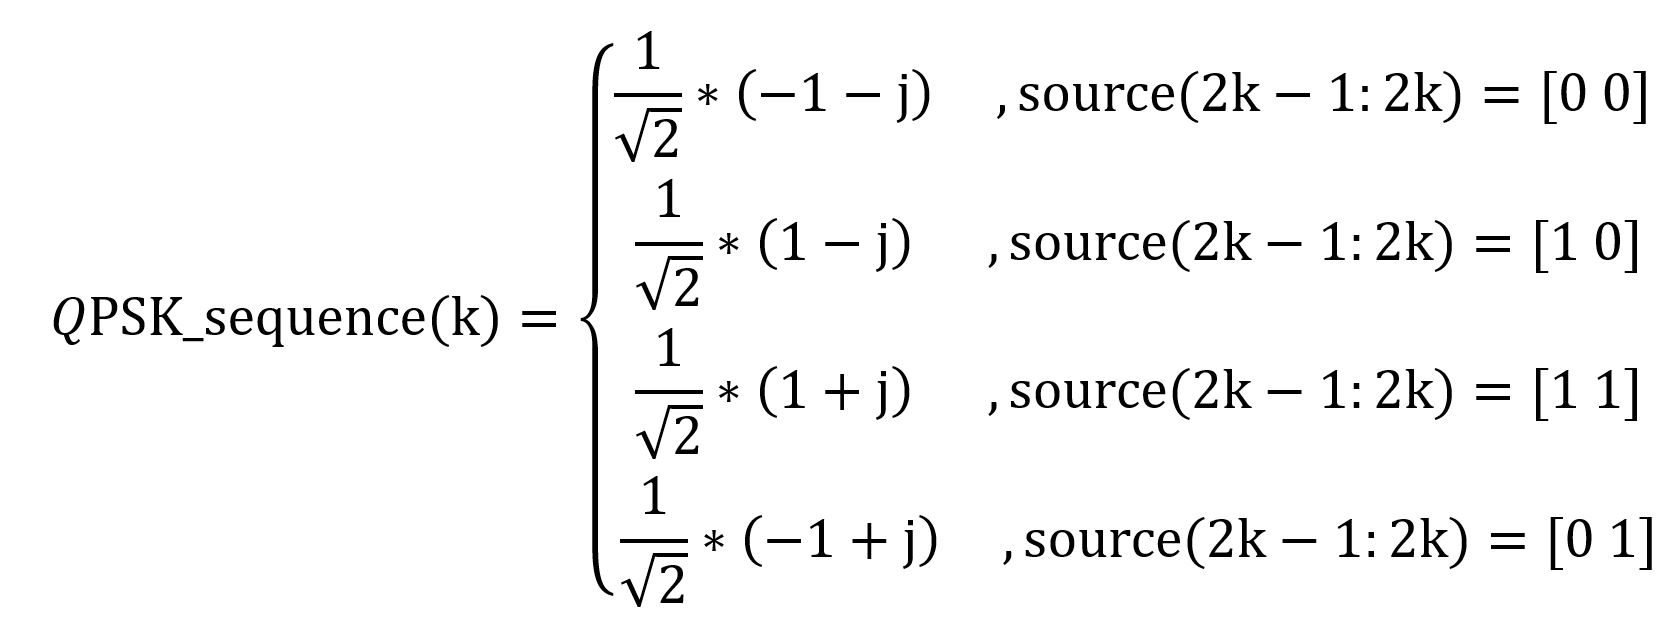 QPSK_sequence(k) = { 1/√2 * (−1 − j) , source(2k − 1: 2k) = [0 0]
1/√2 * (1 − j) , source(2k − 1: 2k) = [1 0]
1/√2 * (1 + j) , source(2k − 1: 2k) = [1 1]
1/√2 * (−1 + j) , source(2k − 1: 2k) = [0 1]